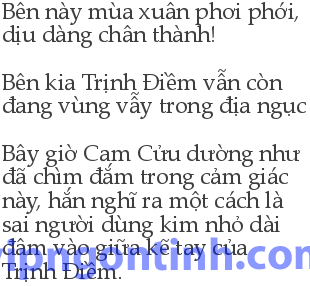 Bên này mùa xuân phơi phới,
dịu dàng chân thành!
Bên kia Trịnh Điềm vẫn còn
đang vùng vẫy trong địa ngục
Bây giờ Cam Cửu dường như
đã chìm đắm trong cảm giác
này, hắn nghĩ ra một cách là
sai người dùng kim nhỏ dài
đâm vào giữa kẽ tay của
Trịnh Điềm.